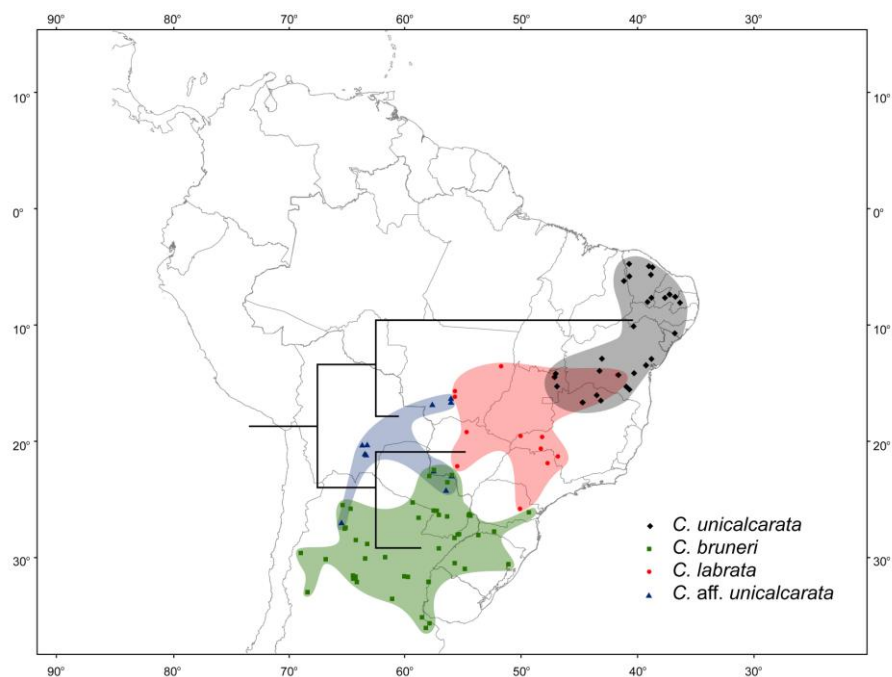 90° 80° 70° 60° 50° 40° 30°
10° 10°
0° 0°
10° 10°
20° 20°
30° 30°
C. unicalcarata
C. bruneri
C. labrata
C. aff. unicalcarata
90° 80° 70° 60° 50° 40° 30°